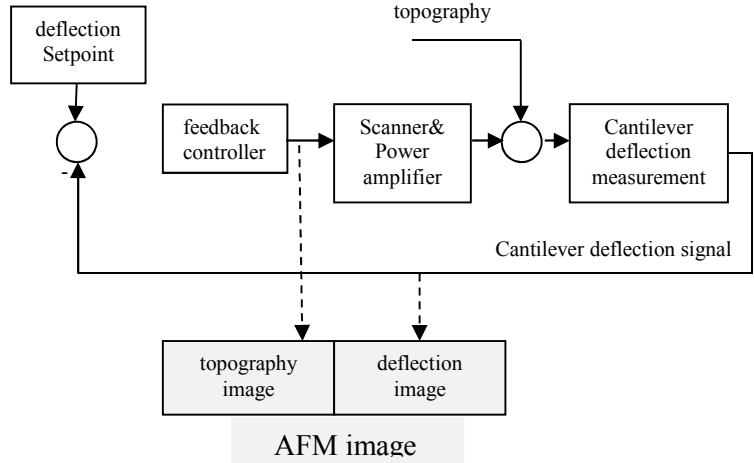 topography
deflection
Setpoint
feedback
controller
Scanner&
Power
amplifier
Cantilever
deflection
measurement
-
Cantilever deflection signal
topography
image
deflection
image
AFM image